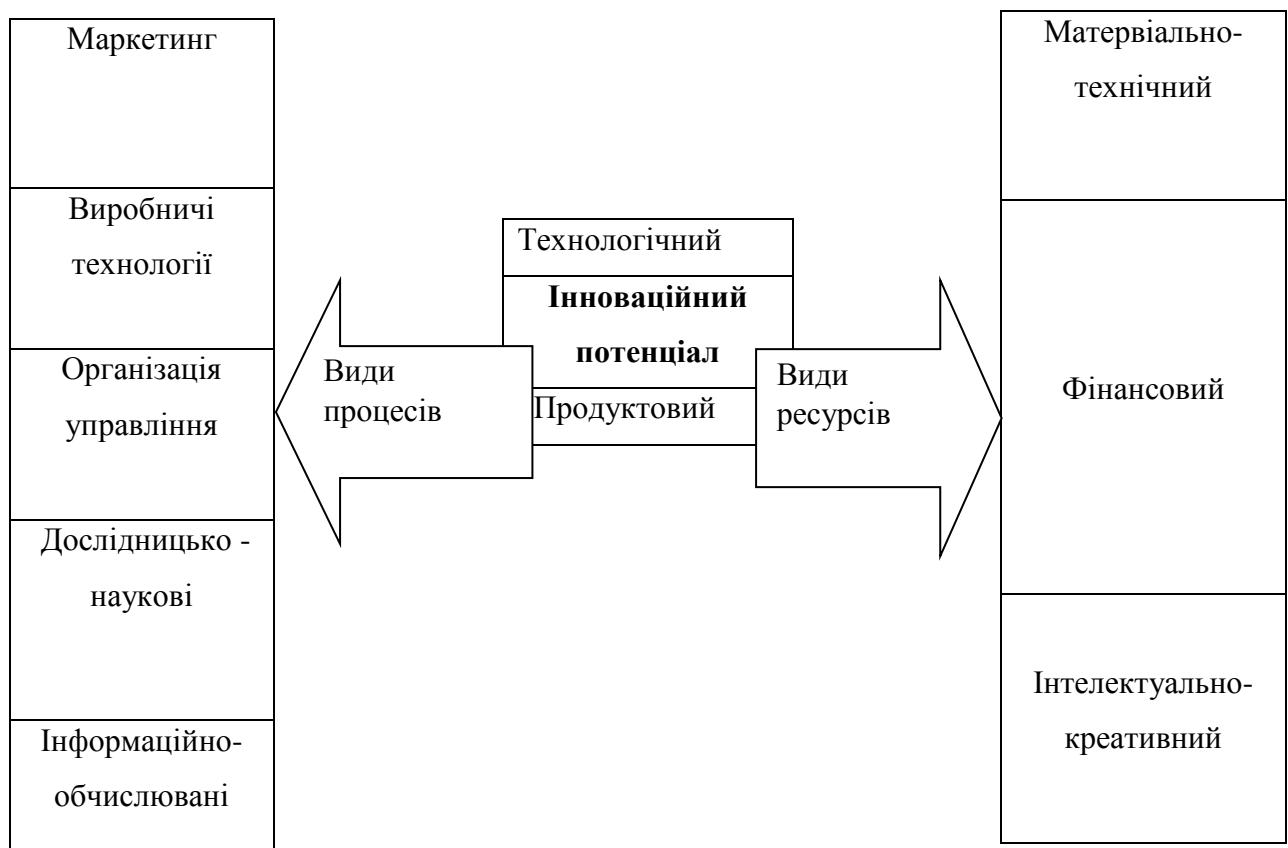 Маркетинг
Виробничі
технології
Організація
управління
Дослідницько -
наукові
Інформаційно-
обчислювані
Види
процесів
Технологічний
Інноваційний
потенціал
Продуктовий
Види
ресурсів
Матервіально-
технічний
Фінансовий
Інтелектуально-
креативний